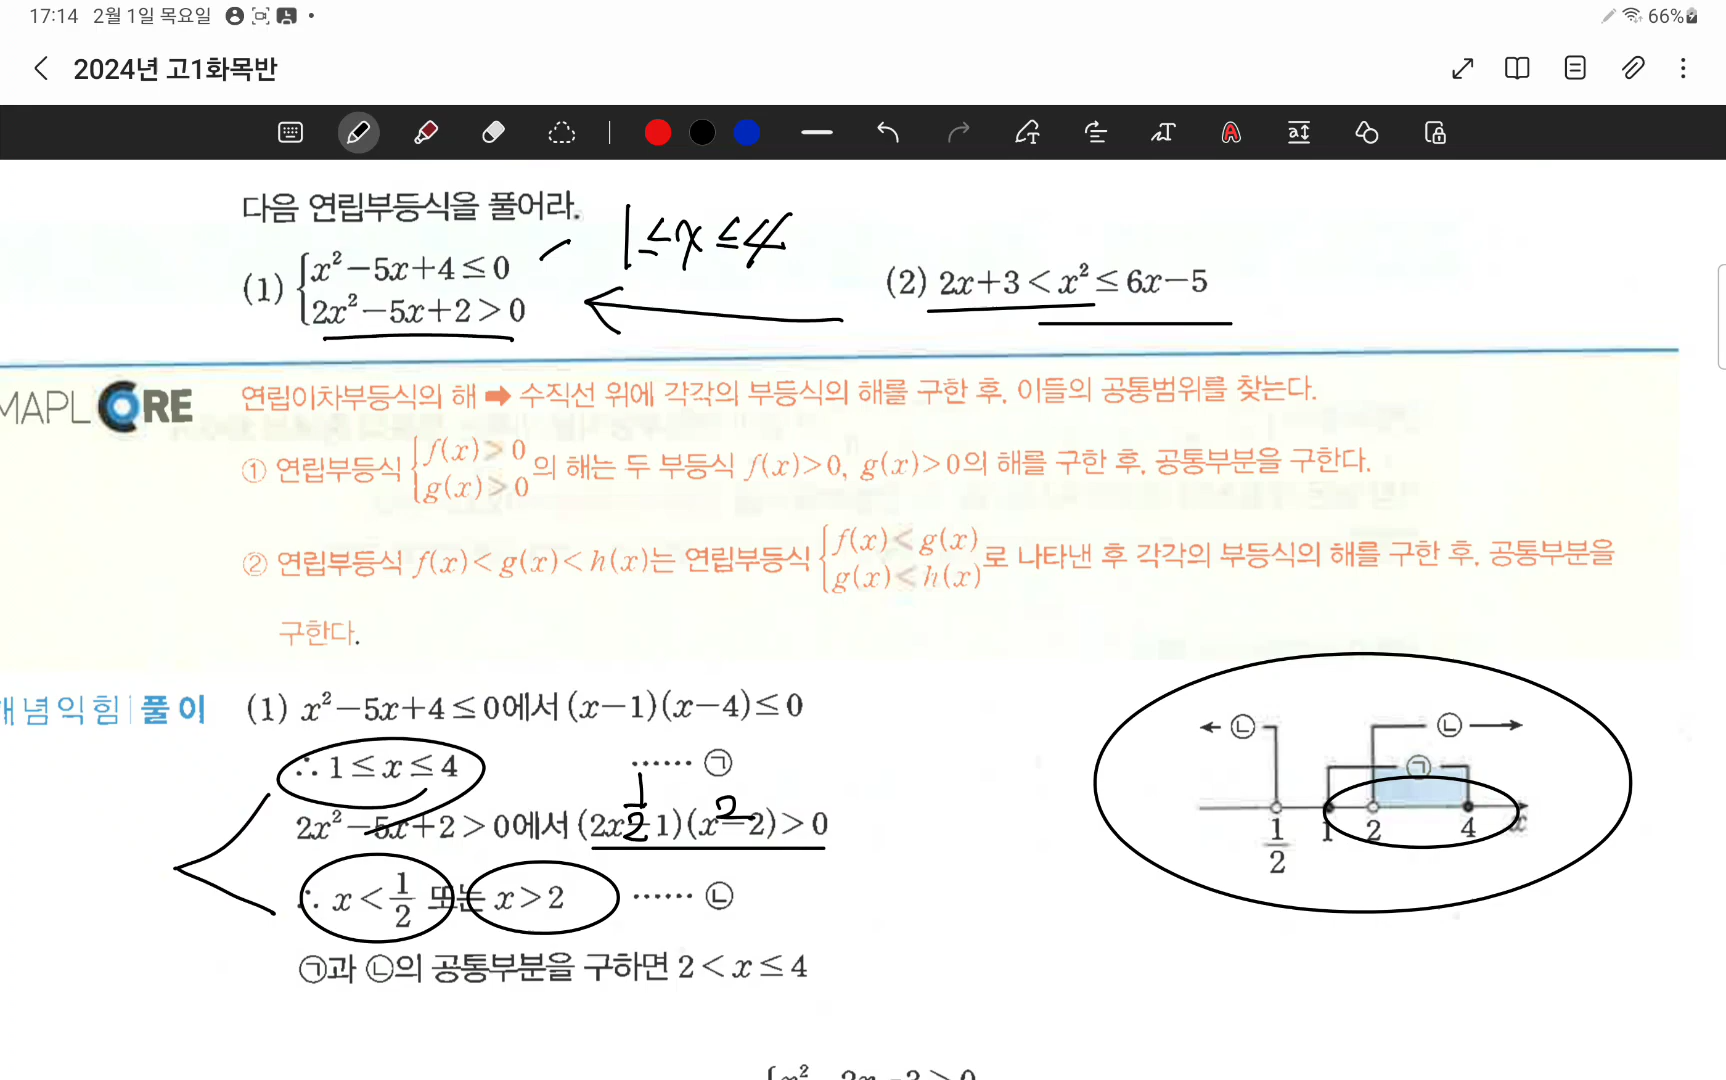 17:14 2월 1일 목요일
66%
2024년 고1화목반
다음 연립부등식을 풀어라.
1≤x≤4
(1) {x²−5x+4≤0
2x²−5x+2>0
(2) 2x+3<x²≤6x−5
MAPL CORE
연립이차부등식의 해 ➡ 수직선 위에 각각의 부등식의 해를 구한 후, 이들의 공통범위를 찾는다.
① 연립부등식 {f(x)>0 g(x)>0 의 해는 두 부등식 f(x)>0, g(x)>0의 해를 구한 후, 공통부분을 구한다.
② 연립부등식 f(x)<g(x)<h(x)는 연립부등식 {f(x)<g(x) g(x)<h(x) 로 나타낸 후 각각의 부등식의 해를 구한 후, 공통부분을
구한다.
개념익힘|풀이 (1) x²−5x+4≤0에서 (x−1)(x−4)≤0
∴ 1≤x≤4 ······ ㉠
1/2 2
2x²−5x+2>0에서 (2x−1)(x−2)>0
∴ x<1/2 또는 x>2 ······ ㉡
㉠과 ㉡의 공통부분을 구하면 2<x≤4
㉡ ㉡
㉠
1/2 1 2 4 x